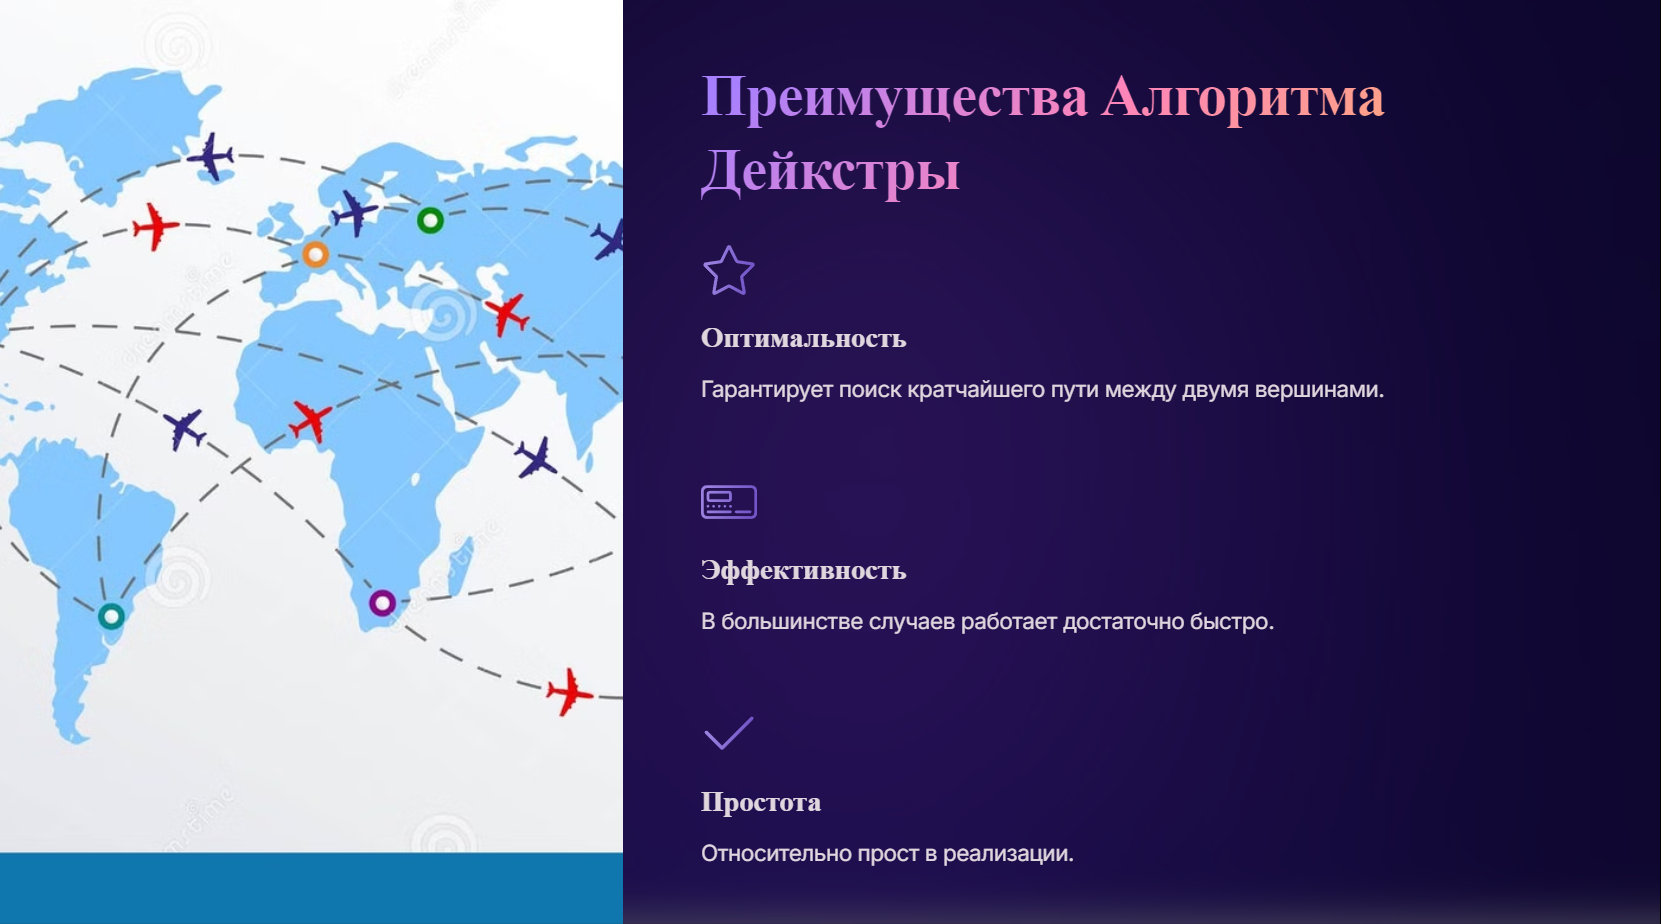 Преимущества Алгоритма
Дейкстры
Оптимальность
Гарантирует поиск кратчайшего пути между двумя вершинами.
Эффективность
В большинстве случаев работает достаточно быстро.
Простота
Относительно прост в реализации.